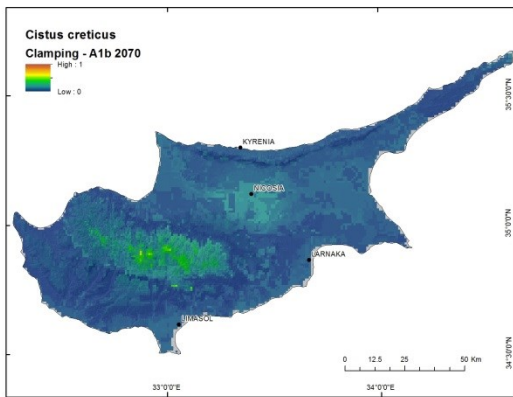 Cistus creticus
Clamping - A1b 2070
High : 1
Low : 0
KYRENIA
NICOSIA
LARNAKA
LIMASOL
35°30'0"N
35°0'0"N
34°30'0"N
0 12.5 25 50 Km
33°0'0"E 34°0'0"E